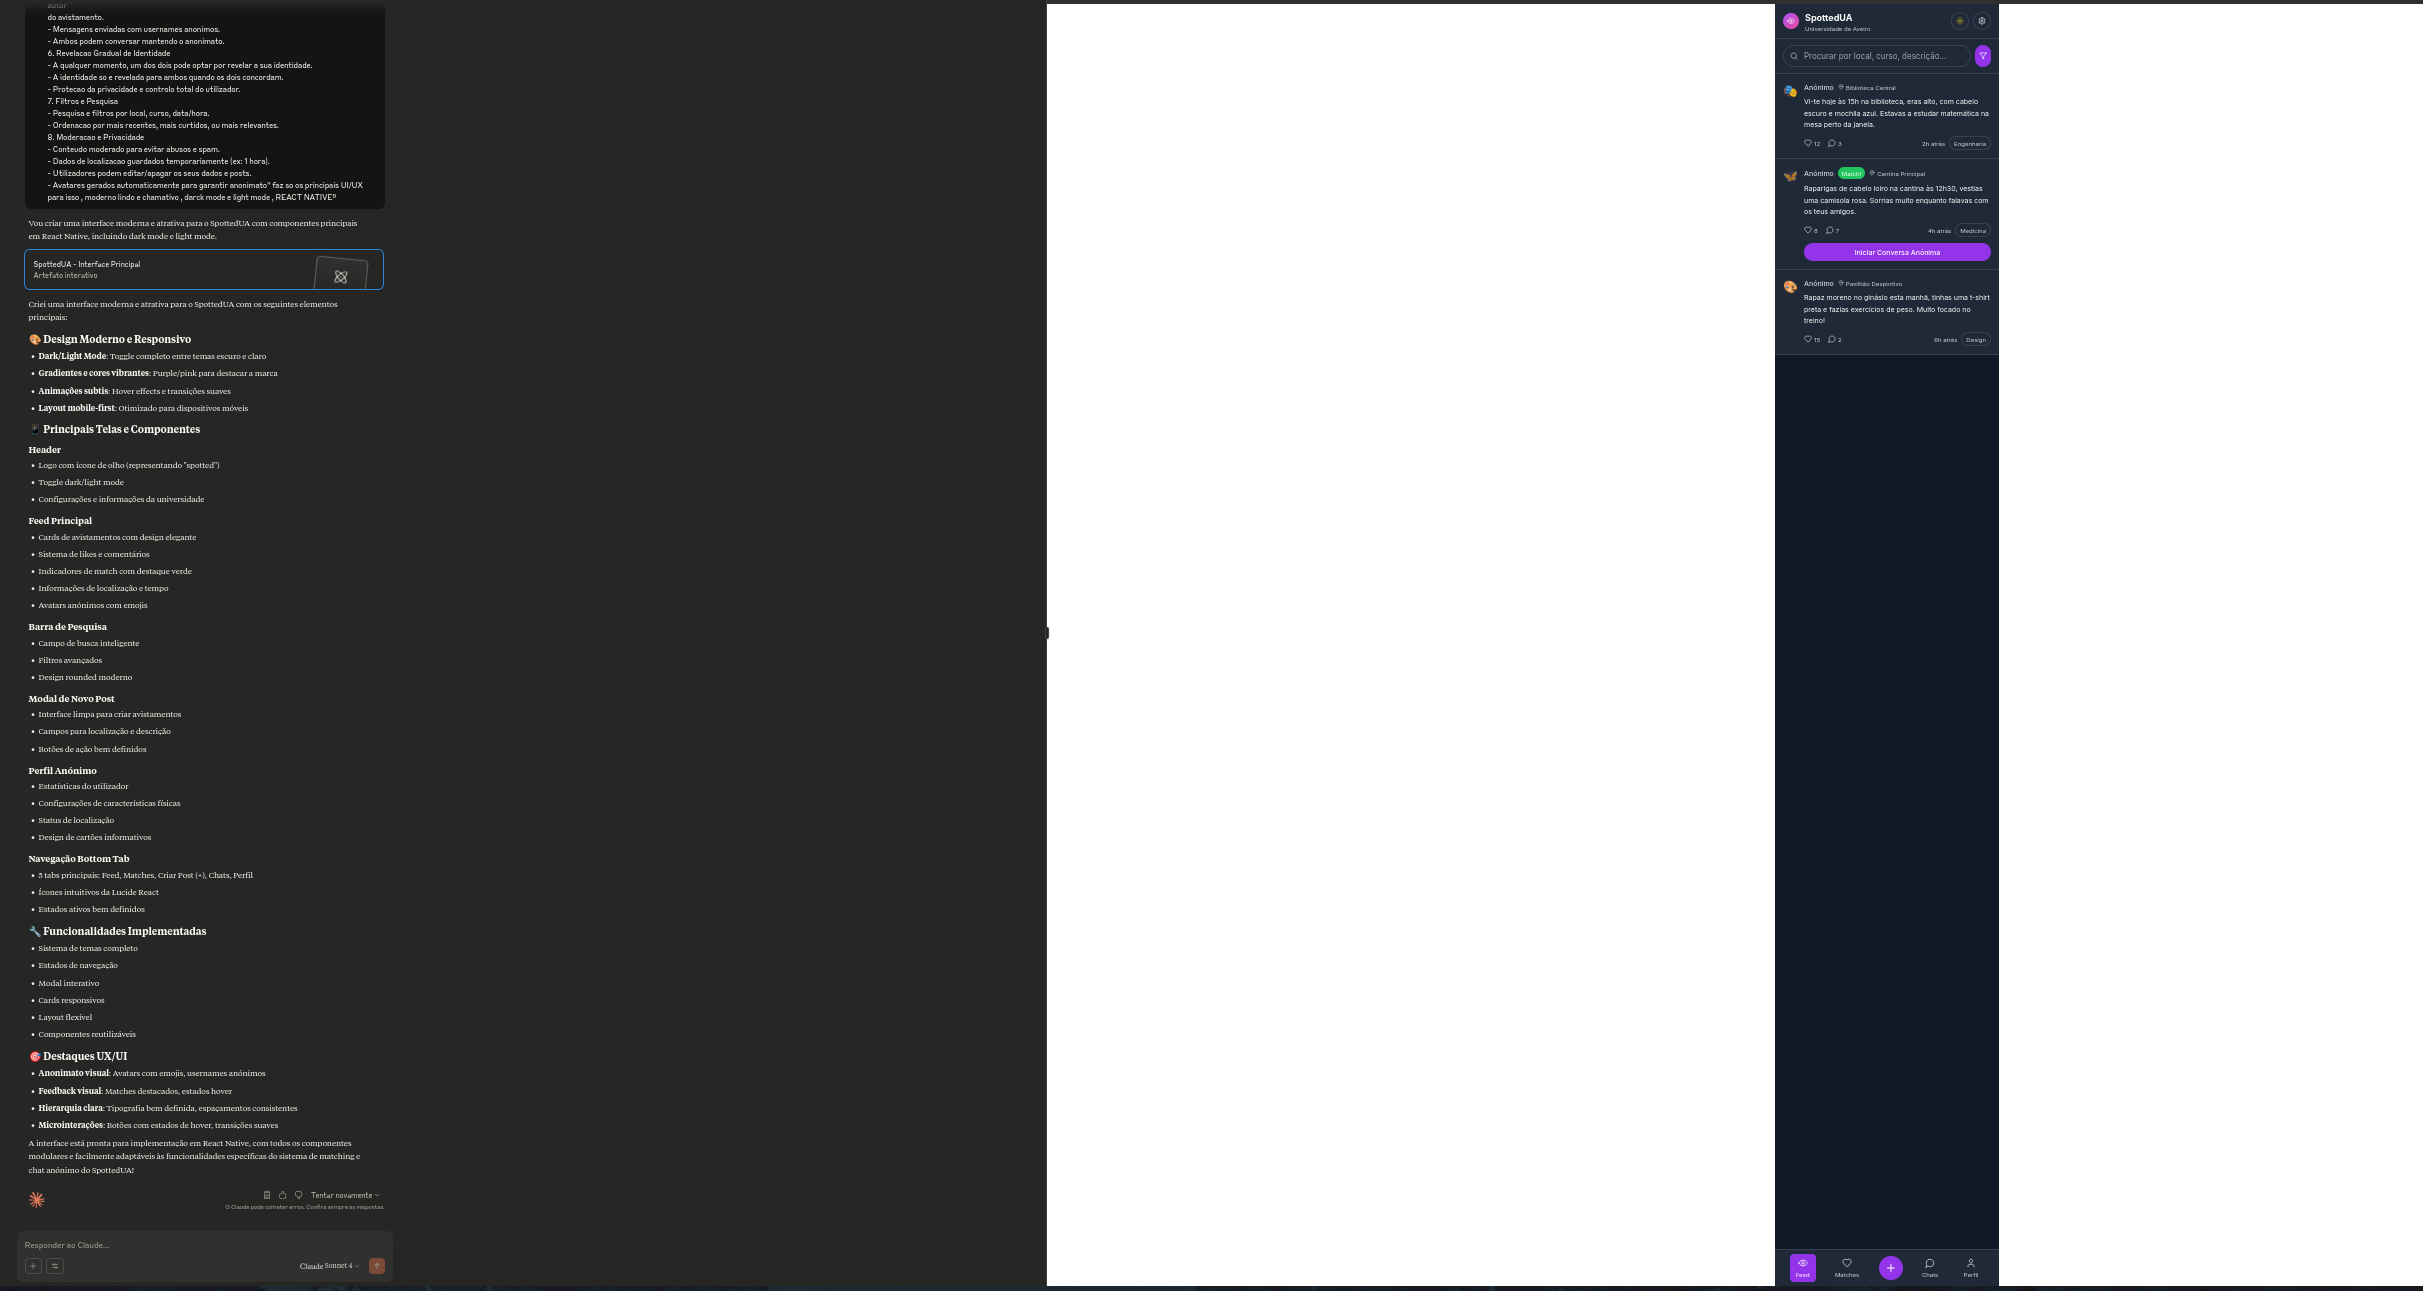 autor
do avistamento.
- Mensagens enviadas com usernames anonimos.
- Ambos podem conversar mantendo o anonimato.
6. Revelacao Gradual de Identidade
- A qualquer momento, um dos dois pode optar por revelar a sua identidade.
- A identidade so e revelada para ambos quando os dois concordam.
- Protecao da privacidade e controlo total do utilizador.
7. Filtros e Pesquisa
- Pesquisa e filtros por local, curso, data/hora.
- Ordenacao por mais recentes, mais curtidos, ou mais relevantes.
8. Moderacao e Privacidade
- Conteudo moderado para evitar abusos e spam.
- Dados de localizacao guardados temporariamente (ex: 1 hora).
- Utilizadores podem editar/apagar os seus dados e posts.
- Avatares gerados automaticamente para garantir anonimato" faz so os principais UI/UX
para isso , moderno lindo e chamativo , darck mode e light mode , REACT NATIVEº
Vou criar uma interface moderna e atrativa para o SpottedUA com componentes principais
em React Native, incluindo dark mode e light mode.
SpottedUA - Interface Principal
Artefato interativo
Criei uma interface moderna e atrativa para o SpottedUA com os seguintes elementos
principais:
🎨 Design Moderno e Responsivo
• Dark/Light Mode: Toggle completo entre temas escuro e claro
• Gradientes e cores vibrantes: Purple/pink para destacar a marca
• Animações subtis: Hover effects e transições suaves
• Layout mobile-first: Otimizado para dispositivos móveis
📱 Principais Telas e Componentes
Header
• Logo com ícone de olho (representando "spotted")
• Toggle dark/light mode
• Configurações e informações da universidade
Feed Principal
• Cards de avistamentos com design elegante
• Sistema de likes e comentários
• Indicadores de match com destaque verde
• Informações de localização e tempo
• Avatars anónimos com emojis
Barra de Pesquisa
• Campo de busca inteligente
• Filtros avançados
• Design rounded moderno
Modal de Novo Post
• Interface limpa para criar avistamentos
• Campos para localização e descrição
• Botões de ação bem definidos
Perfil Anónimo
• Estatísticas do utilizador
• Configurações de características físicas
• Status de localização
• Design de cartões informativos
Navegação Bottom Tab
• 5 tabs principais: Feed, Matches, Criar Post (+), Chats, Perfil
• Ícones intuitivos da Lucide React
• Estados ativos bem definidos
🔧 Funcionalidades Implementadas
• Sistema de temas completo
• Estados de navegação
• Modal interativo
• Cards responsivos
• Layout flexível
• Componentes reutilizáveis
🎯 Destaques UX/UI
• Anonimato visual: Avatars com emojis, usernames anónimos
• Feedback visual: Matches destacados, estados hover
• Hierarquia clara: Tipografia bem definida, espaçamentos consistentes
• Microinterações: Botões com estados de hover, transições suaves
A interface está pronta para implementação em React Native, com todos os componentes
modulares e facilmente adaptáveis às funcionalidades específicas do sistema de matching e
chat anónimo do SpottedUA!
Tentar novamente
O Claude pode cometer erros. Confira sempre as respostas.
Responder ao Claude...
Claude Sonnet 4
SpottedUA
Universidade de Aveiro
Procurar por local, curso, descrição...
Anónimo Biblioteca Central
Vi-te hoje às 15h na biblioteca, eras alto, com cabelo
escuro e mochila azul. Estavas a estudar matemática na
mesa perto da janela.
12 3 2h atrás Engenharia
Anónimo Match! Cantina Principal
Raparigas de cabelo loiro na cantina às 12h30, vestias
uma camisola rosa. Sorrias muito enquanto falavas com
os teus amigos.
8 7 4h atrás Medicina
Iniciar Conversa Anónima
Anónimo Pavilhão Desportivo
Rapaz moreno no ginásio esta manhã, tinhas uma t-shirt
preta e fazias exercícios de peso. Muito focado no
treino!
15 2 6h atrás Design
Feed Matches + Chats Perfil